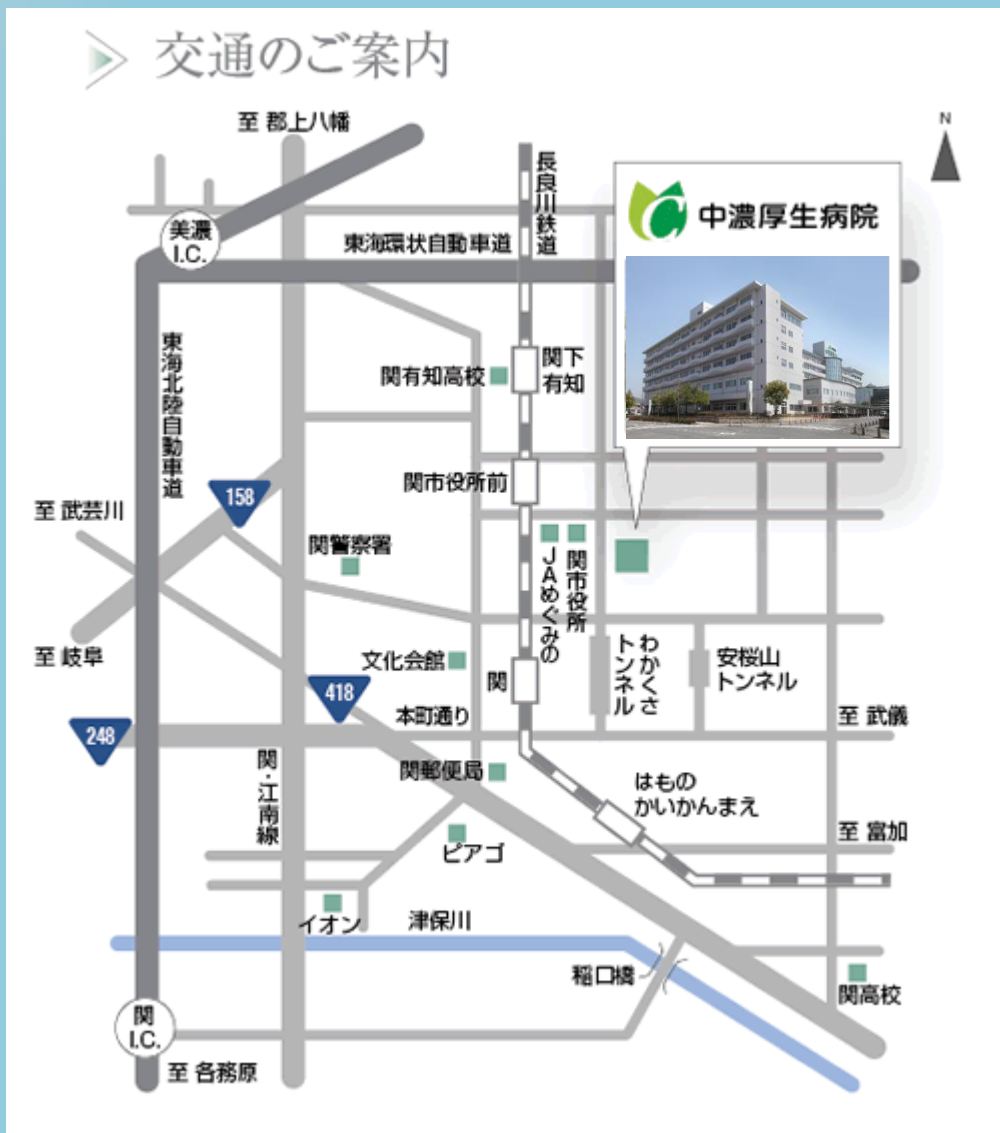 交通のご案内
至 郡上八幡
N
長良川鉄道
美濃
I.C.
東海環状自動車道
中濃厚生病院
東海北陸自動車道
関有知高校
関下
有知
関市役所前
158
至 武芸川
関警察署
JAめぐみの
関市役所
至 岐阜
文化会館
関
わかくさ
トンネル
安桜山
トンネル
418
本町通り
至 武儀
248
関・江南線
関郵便局
はもの
かいかんまえ
至 富加
ピアゴ
イオン
津保川
稲口橋
関高校
関
I.C.
至 各務原